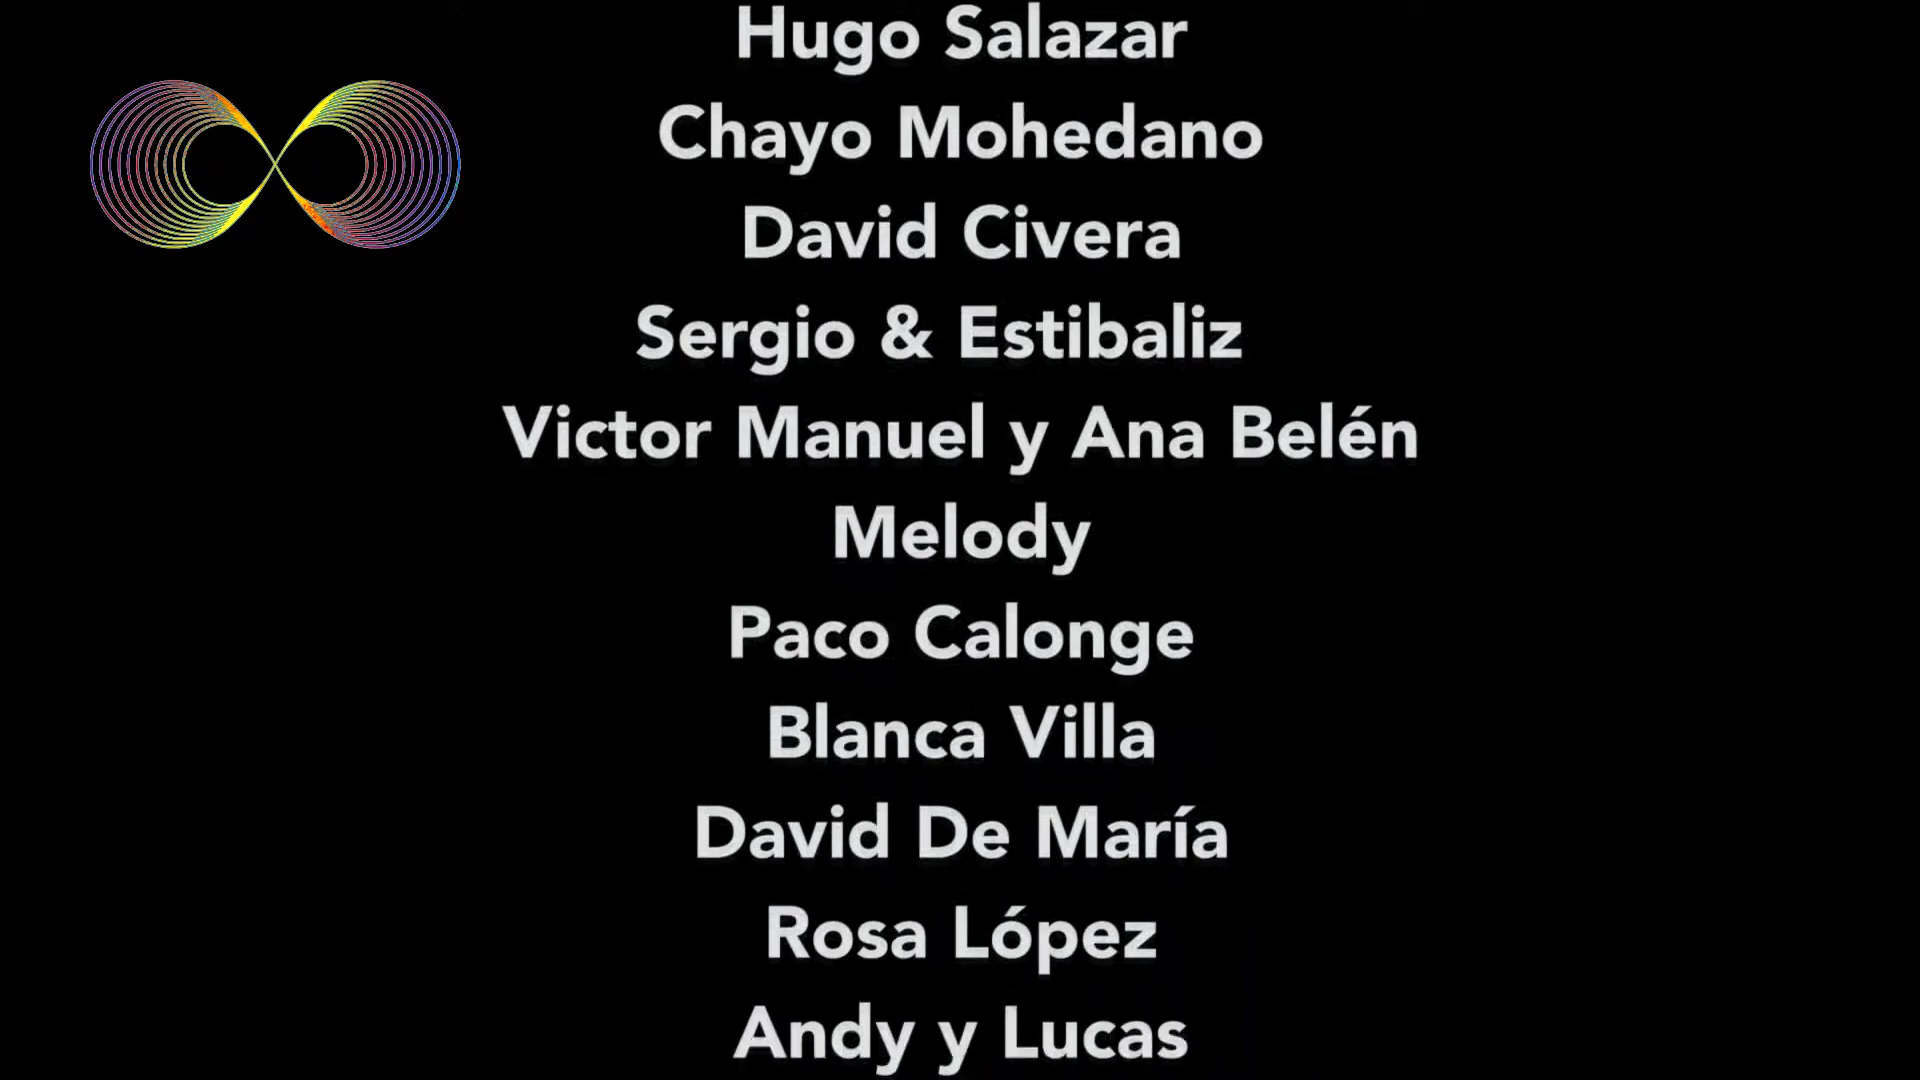 Hugo Salazar
Chayo Mohedano
David Civera
Sergio & Estibaliz
Victor Manuel y Ana Belén
Melody
Paco Calonge
Blanca Villa
David De María
Rosa López
Andy y Lucas